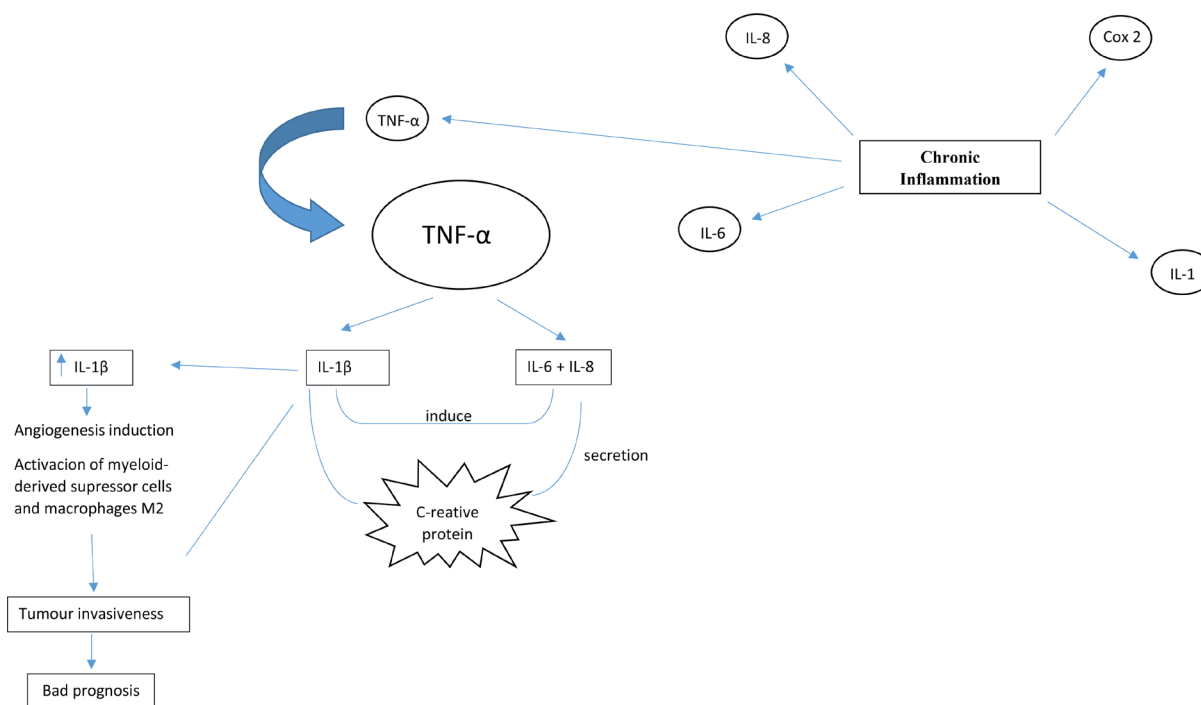 IL-8
Cox 2
TNF-α
Chronic
Inflammation
IL-6
TNF-α
IL-1
IL-1β
IL-1β
IL-6 + IL-8
induce
Angiogenesis induction
secretion
Activacion of myeloid-
derived supressor cells
and macrophages M2
C-reative
protein
Tumour invasiveness
Bad prognosis